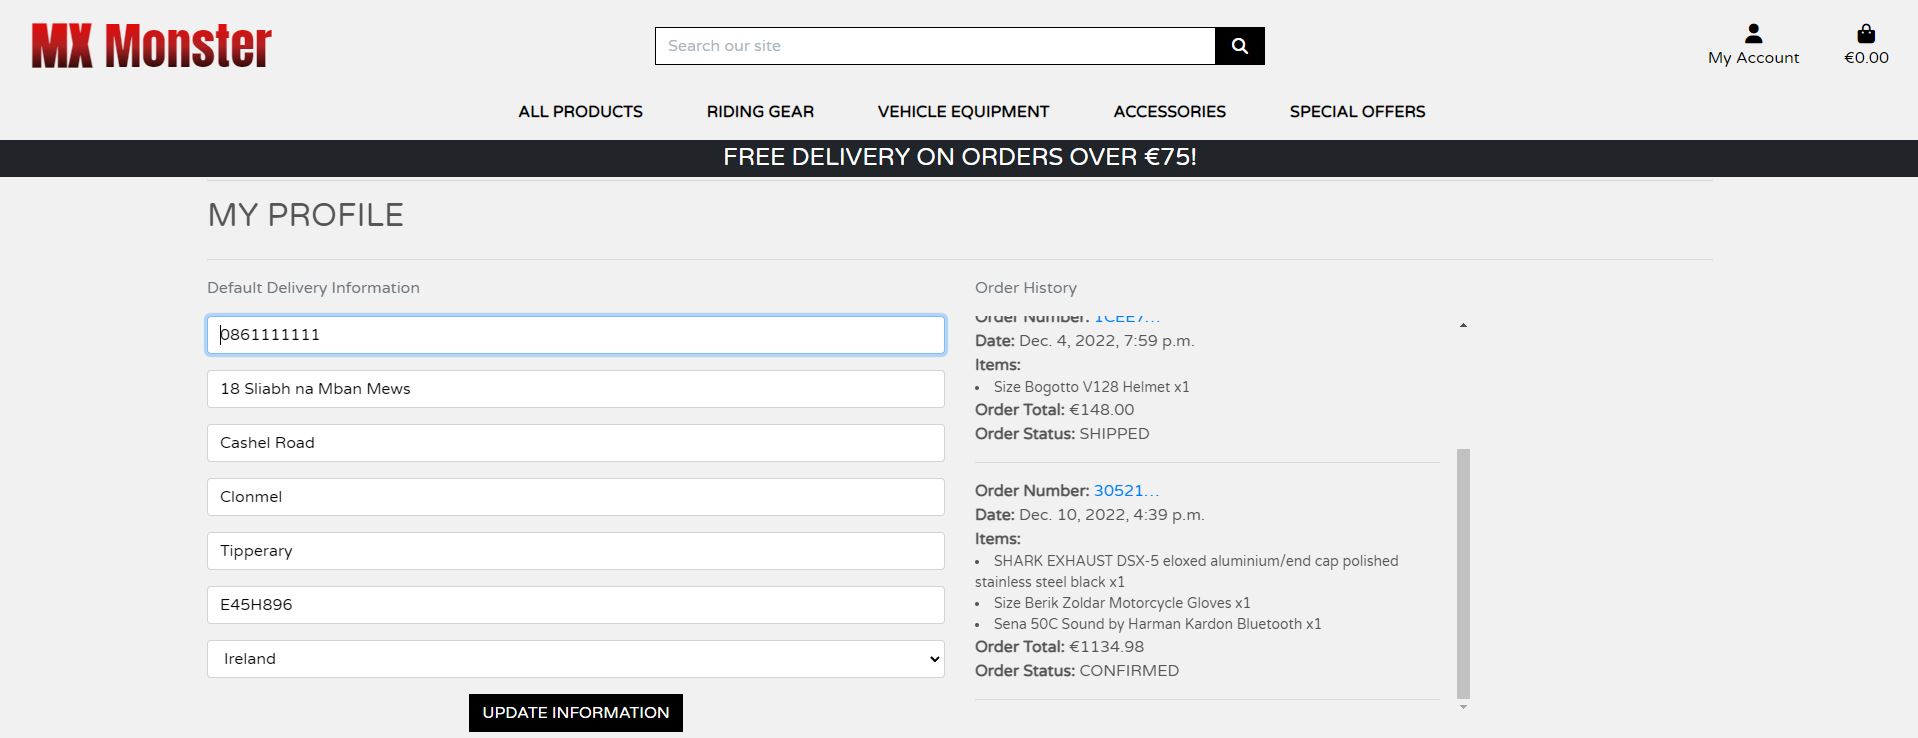 MX Monster
Search our site
My Account
€0.00
ALL PRODUCTS RIDING GEAR VEHICLE EQUIPMENT ACCESSORIES SPECIAL OFFERS
FREE DELIVERY ON ORDERS OVER €75!
MY PROFILE
Default Delivery Information
0861111111
18 Sliabh na Mban Mews
Cashel Road
Clonmel
Tipperary
E45H896
Ireland
UPDATE INFORMATION
Order History
Order Number: 1CEE7...
Date: Dec. 4, 2022, 7:59 p.m.
Items:
• Size Bogotto V128 Helmet x1
Order Total: €148.00
Order Status: SHIPPED
Order Number: 30521...
Date: Dec. 10, 2022, 4:39 p.m.
Items:
• SHARK EXHAUST DSX-5 eloxed aluminium/end cap polished
stainless steel black x1
• Size Berik Zoldar Motorcycle Gloves x1
• Sena 50C Sound by Harman Kardon Bluetooth x1
Order Total: €1134.98
Order Status: CONFIRMED